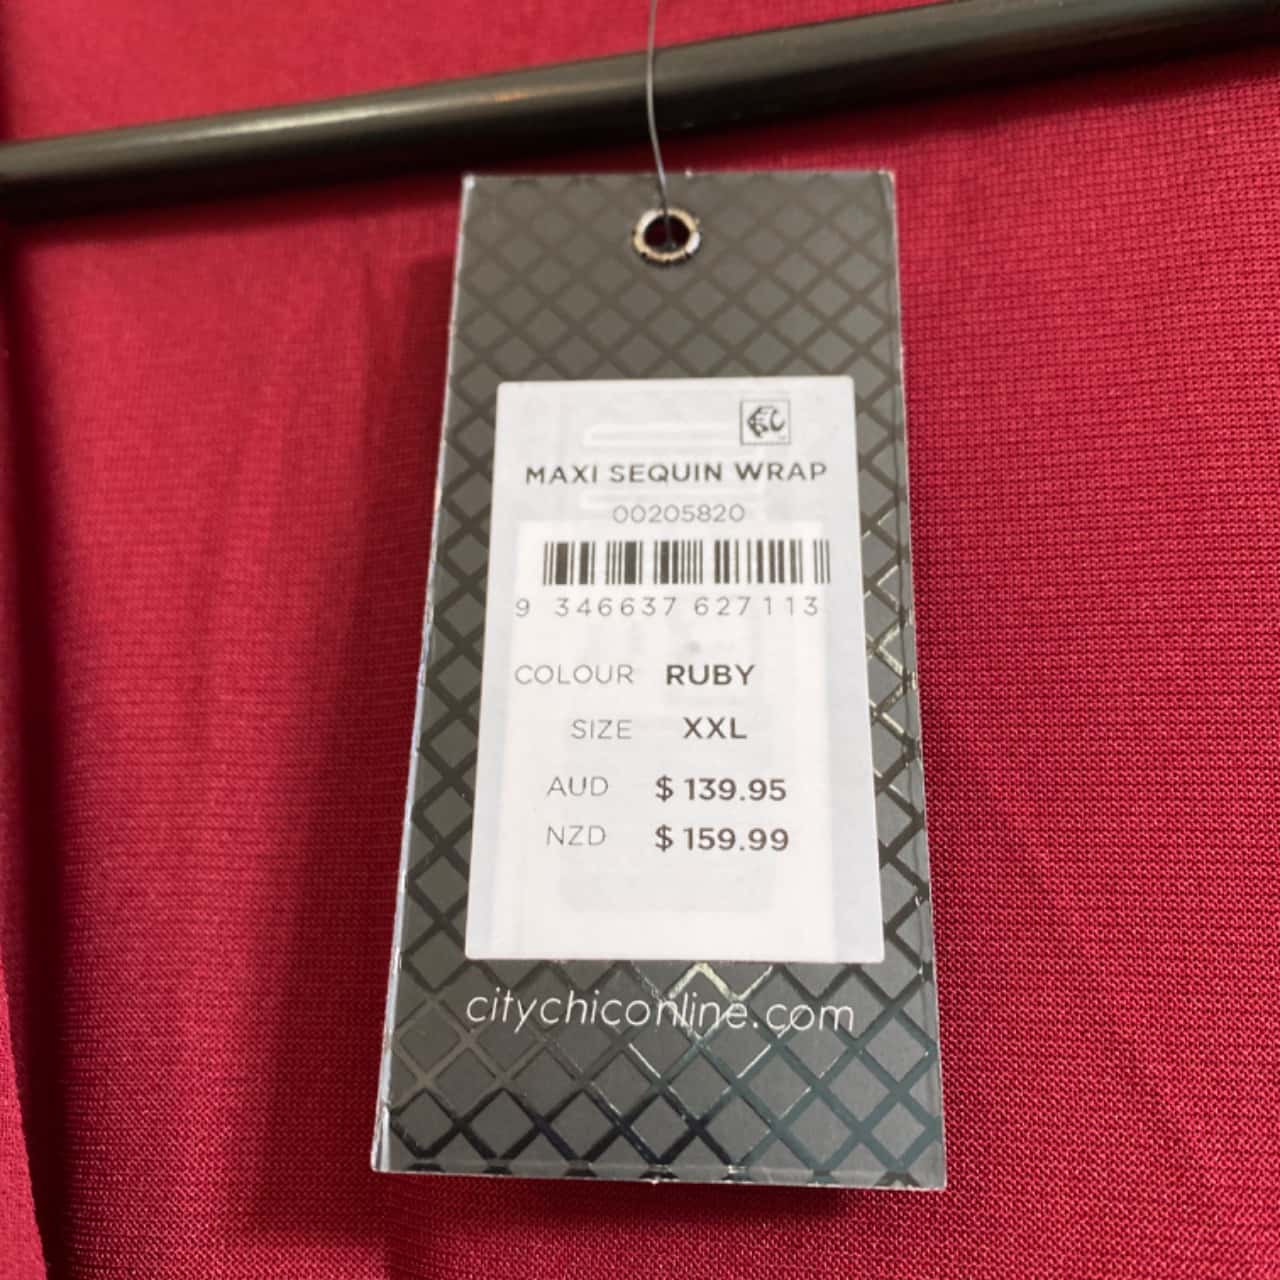 MAXI SEQUIN WRAP
00205820
9 346637 627113
COLOUR RUBY
SIZE XXL
AUD $ 139.95
NZD $ 159.99
citychiconline.com